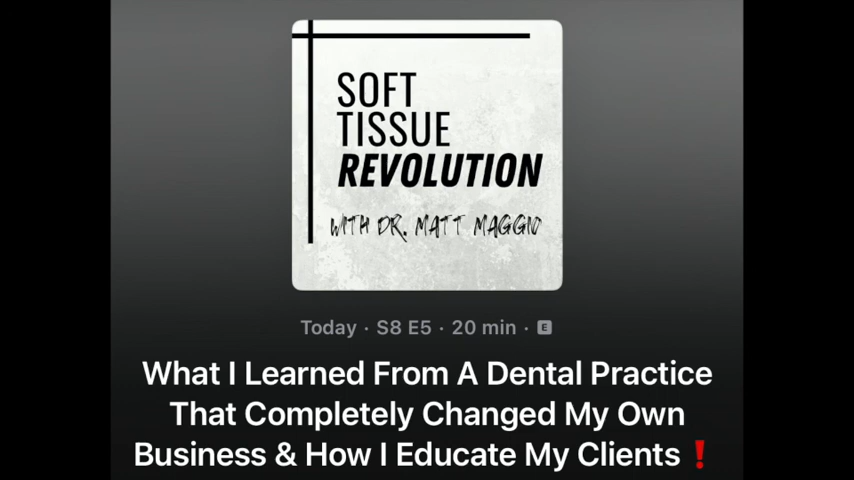 SOFT
TISSUE
REVOLUTION
WITH DR. MATT MAGGIO
Today · S8 E5 · 20 min · E
What I Learned From A Dental Practice
That Completely Changed My Own
Business & How I Educate My Clients ❗